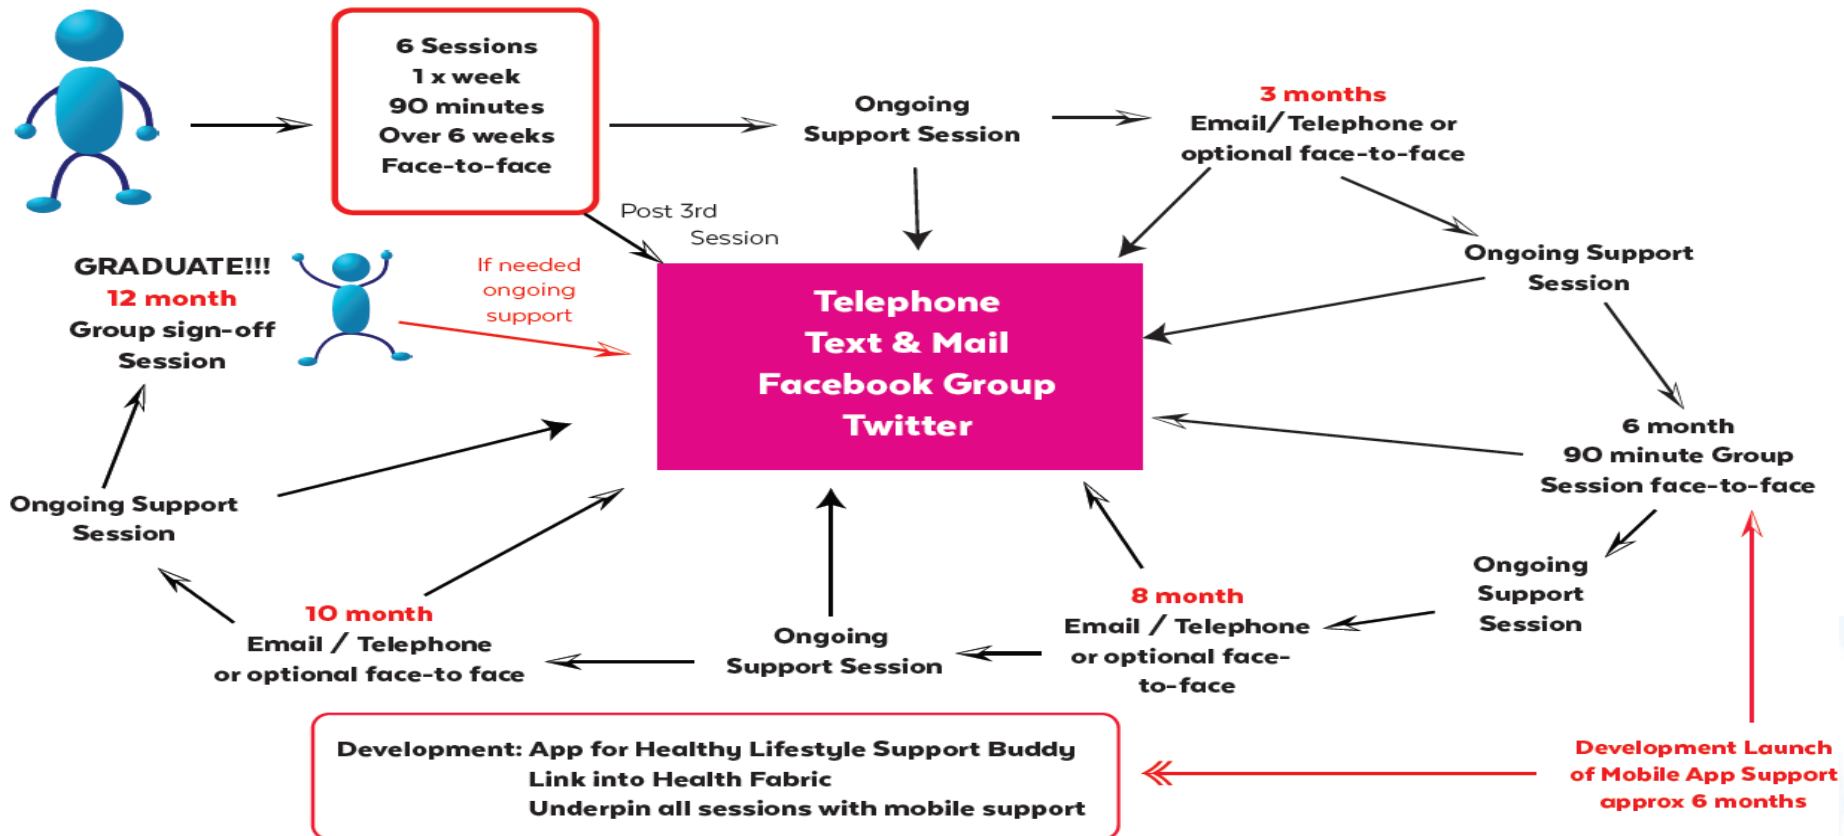 6 Sessions
1 x week
90 minutes
Over 6 weeks
Face-to-face
Ongoing
Support Session
3 months
Email/Telephone or
optional face-to-face
Post 3rd
Session
Ongoing Support
Session
GRADUATE!!!
12 month
Group sign-off
Session
If needed
ongoing
support
Telephone
Text & Mail
Facebook Group
Twitter
6 month
90 minute Group
Session face-to-face
Ongoing Support
Session
Ongoing
Support
Session
8 month
Email / Telephone
or optional face-
to-face
10 month
Email / Telephone
or optional face-to face
Ongoing
Support Session
Development: App for Healthy Lifestyle Support Buddy
Link into Health Fabric
Underpin all sessions with mobile support
Development Launch
of Mobile App Support
approx 6 months